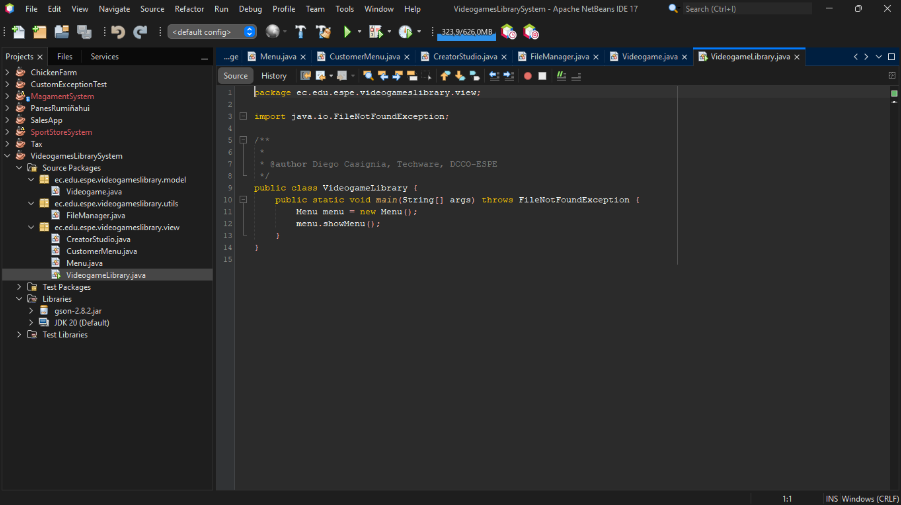 File Edit View Navigate Source Refactor Run Debug Profile Team Tools Window Help VideogamesLibrarySystem - Apache NetBeans IDE 17 Search (Ctrl+I)
<default config> 323.9/626.0MB
Projects Files Services
...ge Menu.java CustomerMenu.java CreatorStudio.java FileManager.java Videogame.java VideogameLibrary.java
Source History
ChickenFarm
CustomExceptionTest
MagamentSystem
PanesRumiñahui
SalesApp
SportStoreSystem
Tax
VideogamesLibrarySystem
Source Packages
ec.edu.espe.videogameslibrary.model
Videogame.java
ec.edu.espe.videogameslibrary.utils
FileManager.java
ec.edu.espe.videogameslibrary.view
CreatorStudio.java
CustomerMenu.java
Menu.java
VideogameLibrary.java
Test Packages
Libraries
gson-2.8.2.jar
JDK 20 (Default)
Test Libraries
1 package ec.edu.espe.videogameslibrary.view;
2
3 import java.io.FileNotFoundException;
4
5 /**
6 *
7 * @author Diego Casignia, Techware, DCCO-ESPE
8 */
9 public class VideogameLibrary {
10 public static void main(String[] args) throws FileNotFoundException {
11 Menu menu = new Menu();
12 menu.showMenu();
13 }
14 }
15
1:1 INS Windows (CRLF)